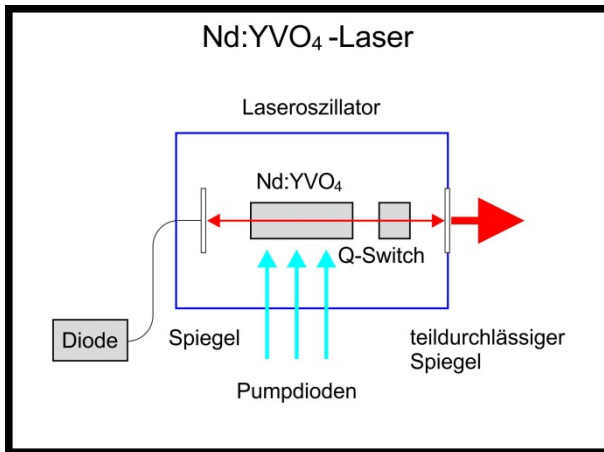 Nd:YVO₄ -Laser
Laseroszillator
Nd:YVO₄
Q-Switch
Diode
Spiegel
teildurchlässiger
Spiegel
Pumpdioden